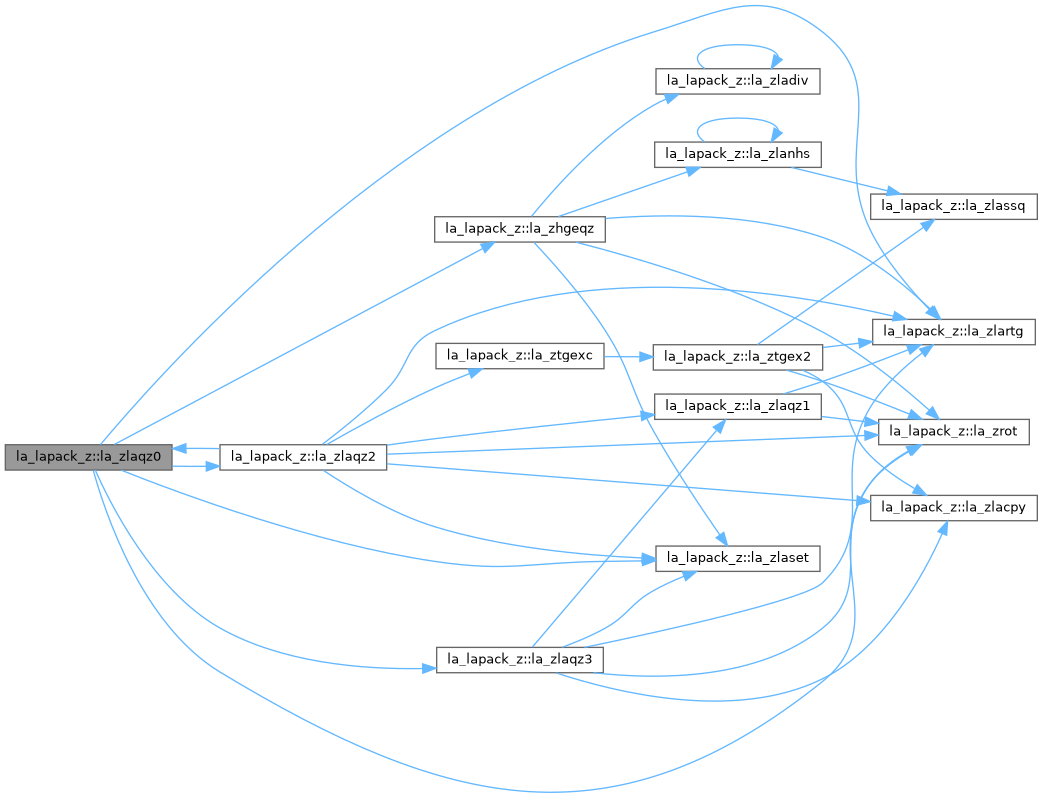 la_lapack_z::la_zladiv
la_lapack_z::la_zlanhs
la_lapack_z::la_zlassq
la_lapack_z::la_zhgeqz
la_lapack_z::la_zlartg
la_lapack_z::la_ztgexc
la_lapack_z::la_ztgex2
la_lapack_z::la_zlaqz1
la_lapack_z::la_zrot
la_lapack_z::la_zlaqz0
la_lapack_z::la_zlaqz2
la_lapack_z::la_zlacpy
la_lapack_z::la_zlaset
la_lapack_z::la_zlaqz3